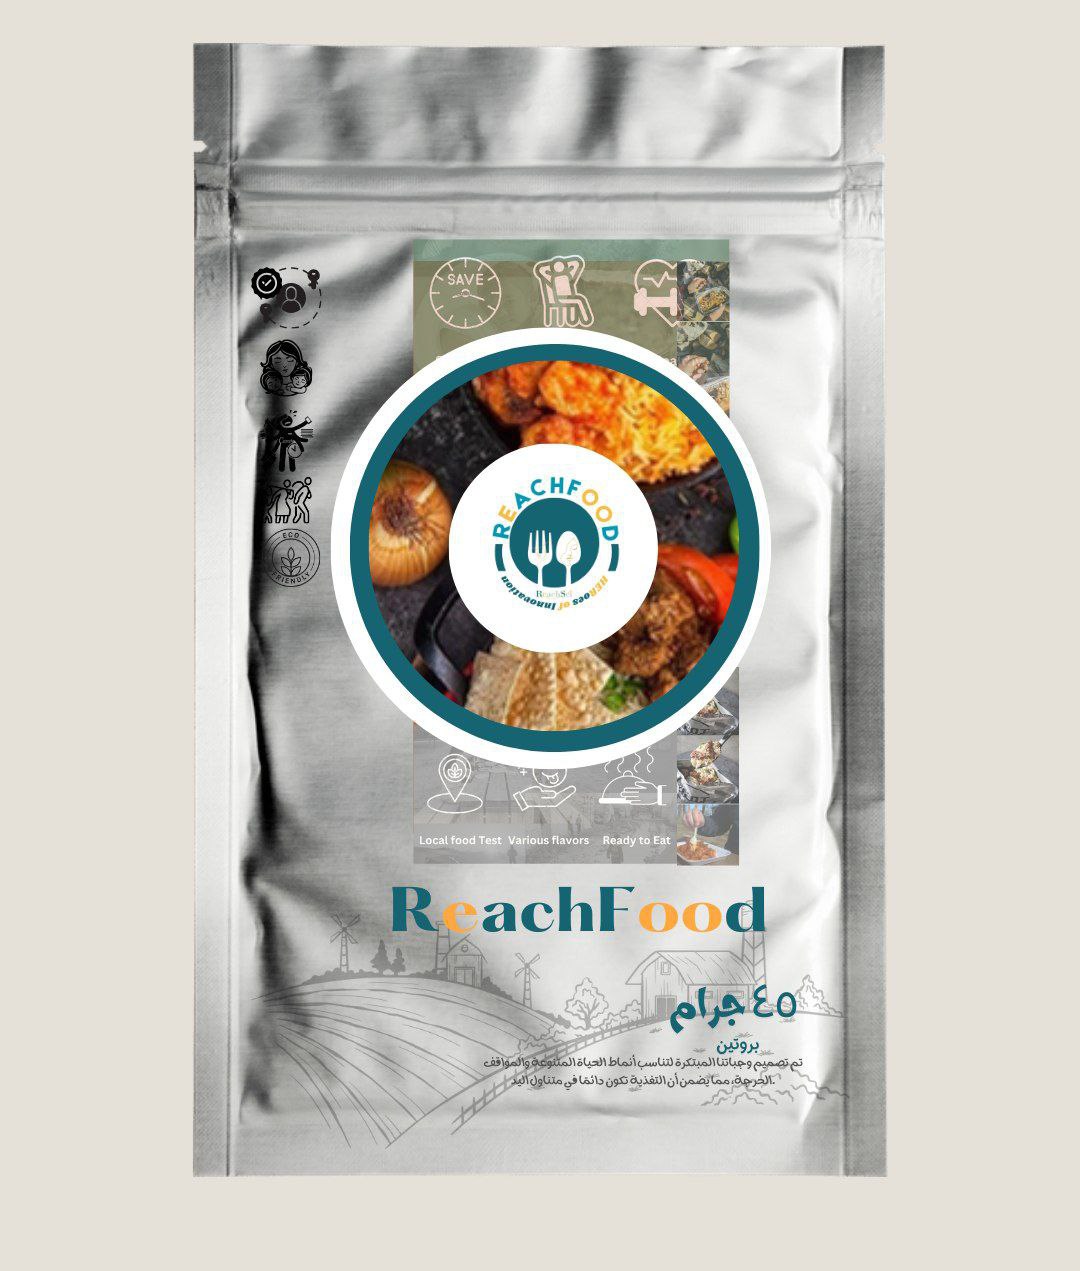 SAVE
REACHFOOD
ReachSci
HERoes of Innovation
ECO
FRIENDLY
Local food Test Various flavors Ready to Eat
ReachFood
٤٥ جرام
بروتين
تم تصميم وجباتنا المبتكرة لتناسب أنماط الحياة المتنوعة والمواقف
الحرجة، مما يضمن أن التغذية تكون دائمًا في متناول اليد.